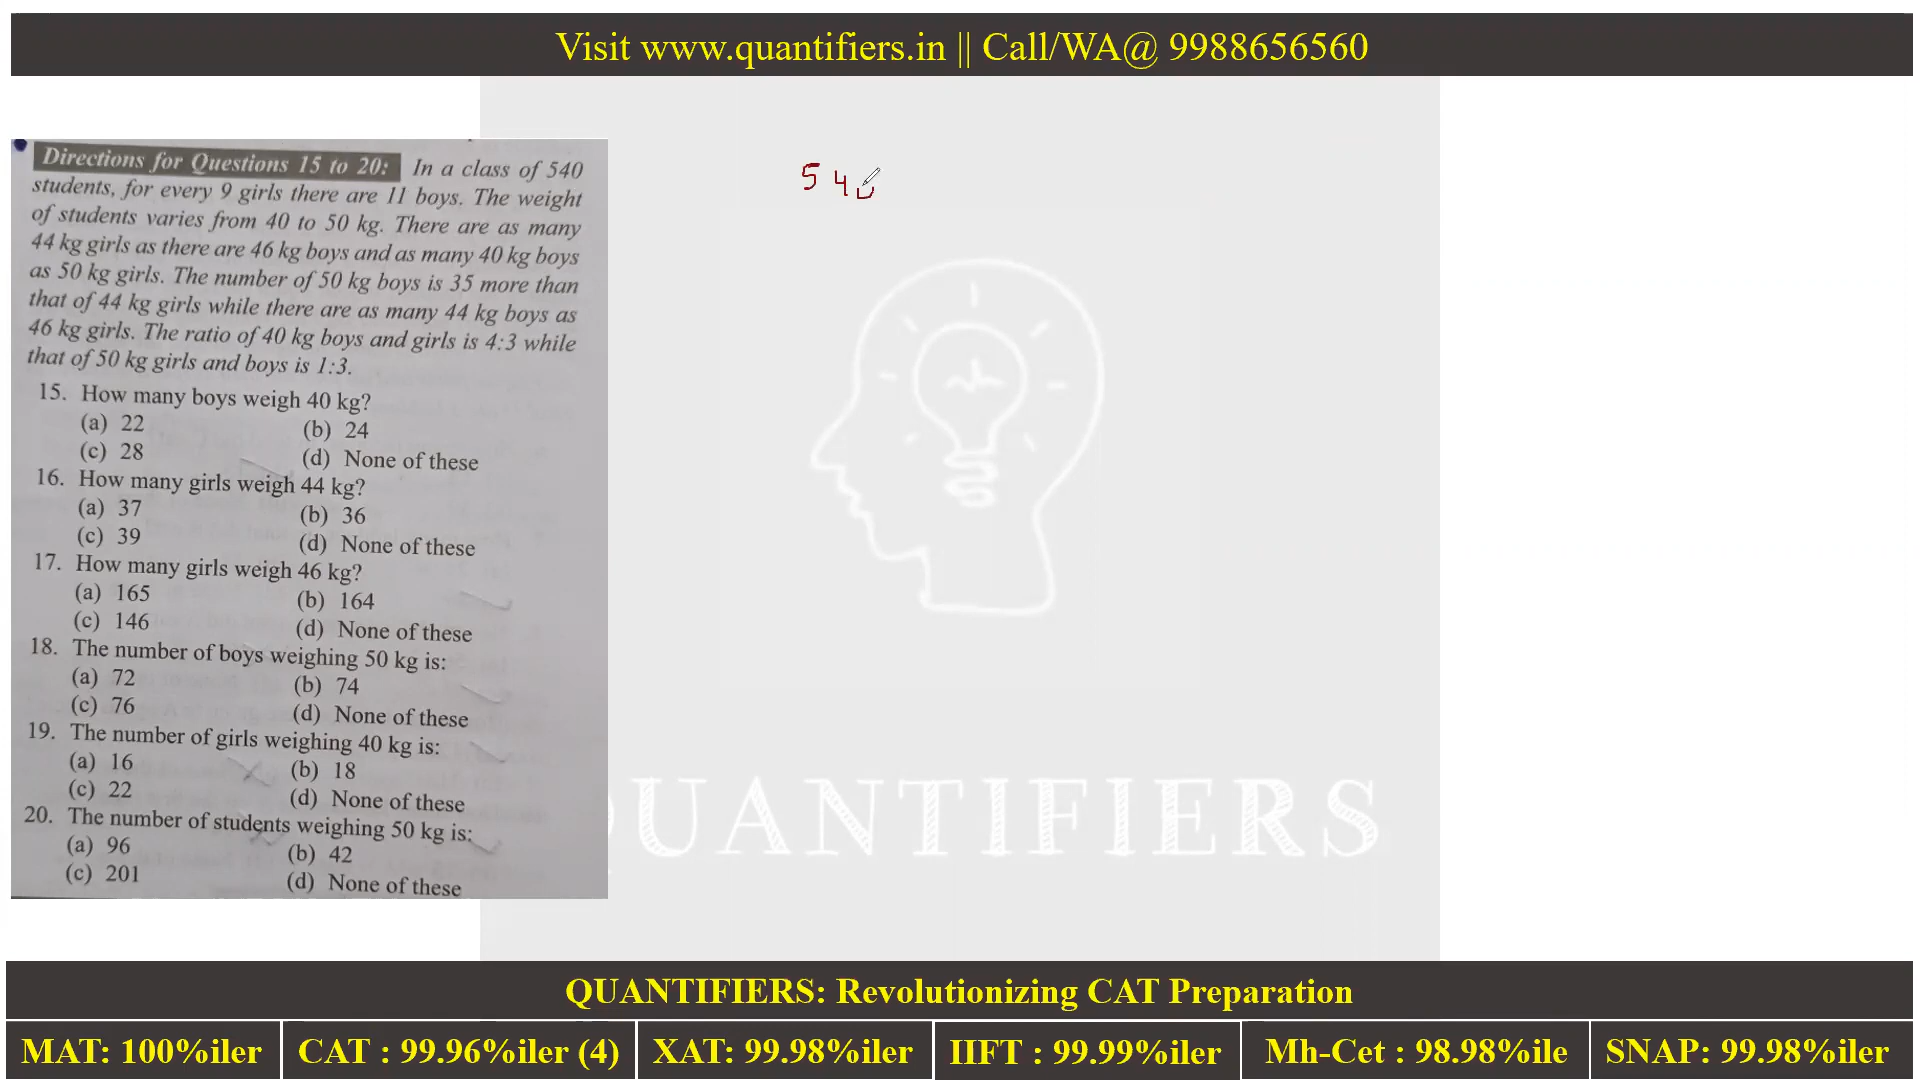 Visit www.quantifiers.in || Call/WA@ 9988656560
Directions for Questions 15 to 20: In a class of 540
students, for every 9 girls there are 11 boys. The weight
of students varies from 40 to 50 kg. There are as many
44 kg girls as there are 46 kg boys and as many 40 kg boys
as 50 kg girls. The number of 50 kg boys is 35 more than
that of 44 kg girls while there are as many 44 kg boys as
46 kg girls. The ratio of 40 kg boys and girls is 4:3 while
that of 50 kg girls and boys is 1:3.
15. How many boys weigh 40 kg?
(a) 22 (b) 24
(c) 28 (d) None of these
16. How many girls weigh 44 kg?
(a) 37 (b) 36
(c) 39 (d) None of these
17. How many girls weigh 46 kg?
(a) 165 (b) 164
(c) 146 (d) None of these
18. The number of boys weighing 50 kg is:
(a) 72 (b) 74
(c) 76 (d) None of these
19. The number of girls weighing 40 kg is:
(a) 16 (b) 18
(c) 22 (d) None of these
20. The number of students weighing 50 kg is:
(a) 96 (b) 42
(c) 201 (d) None of these
540
QUANTIFIERS
QUANTIFIERS: Revolutionizing CAT Preparation
MAT: 100%iler CAT : 99.96%iler (4) XAT: 99.98%iler IIFT : 99.99%iler Mh-Cet : 98.98%ile SNAP: 99.98%iler